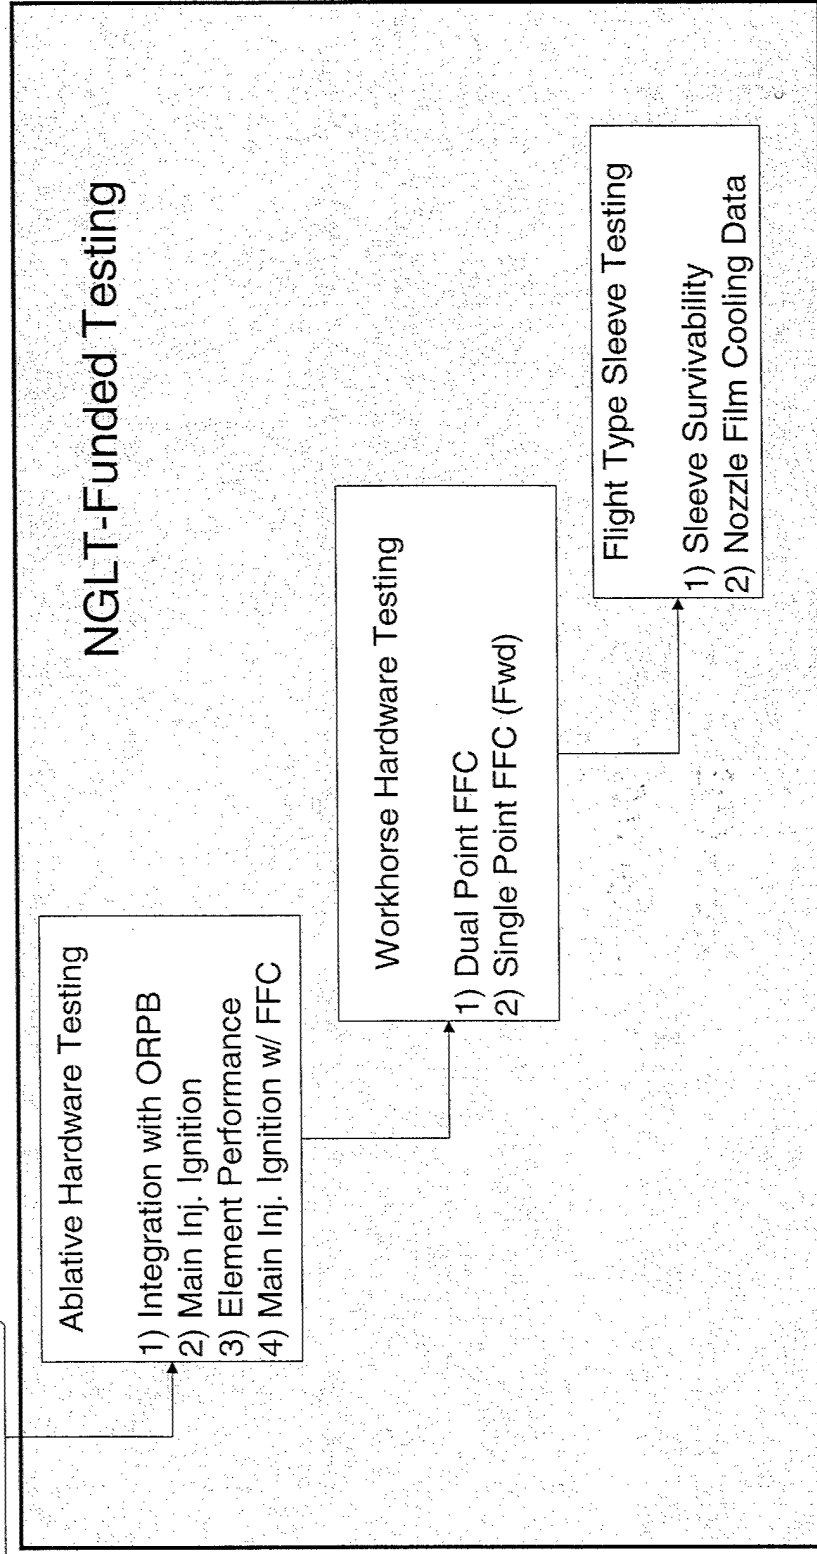 NGLT-Funded Testing
Ablative Hardware Testing
1) Integration with ORPB
2) Main Inj. Ignition
3) Element Performance
4) Main Inj. Ignition w/ FFC
Workhorse Hardware Testing
1) Dual Point FFC
2) Single Point FFC (Fwd)
Flight Type Sleeve Testing
1) Sleeve Survivability
2) Nozzle Film Cooling Data